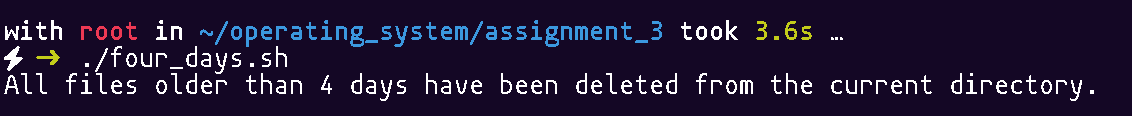 with root in ~/operating_system/assignment_3 took 3.6s …
⚡ → ./four_days.sh
All files older than 4 days have been deleted from the current directory.